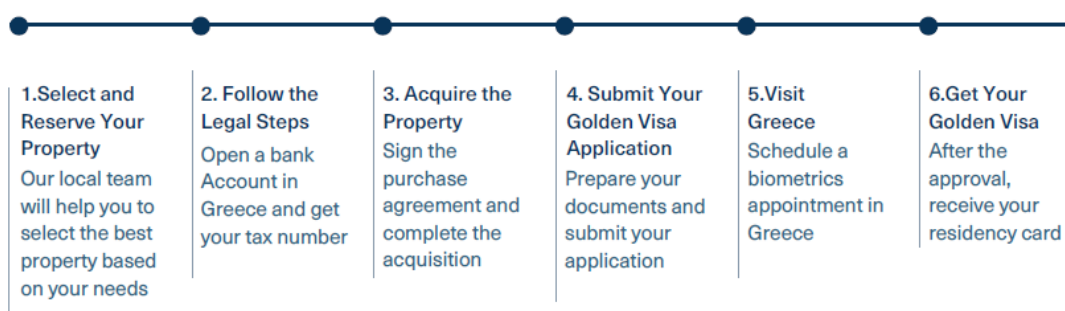 1.Select and
Reserve Your
Property
Our local team
will help you to
select the best
property based
on your needs
2. Follow the
Legal Steps
Open a bank
Account in
Greece and get
your tax number
3. Acquire the
Property
Sign the
purchase
agreement and
complete the
acquisition
4. Submit Your
Golden Visa
Application
Prepare your
documents and
submit your
application
5.Visit
Greece
Schedule a
biometrics
appointment in
Greece
6.Get Your
Golden Visa
After the
approval,
receive your
residency card